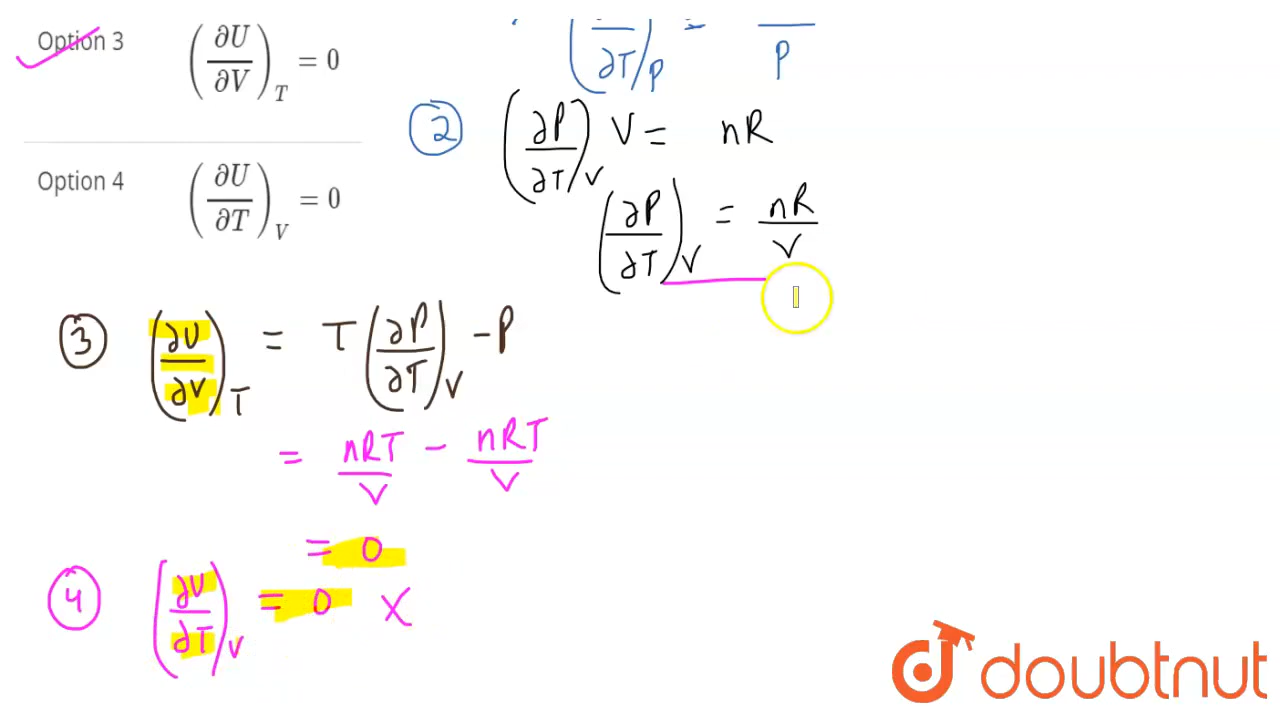 Option 3 (∂U/∂V)_T = 0
(∂T)_P = P
② (∂P/∂T)_V V = nR
Option 4 (∂U/∂T)_V = 0
(∂P/∂T)_V = nR/V
③ (∂U/∂V)_T = T(∂P/∂T)_V - P
= nRT/V - nRT/V
= 0
④ (∂U/∂T)_V = 0 X
doubtnut